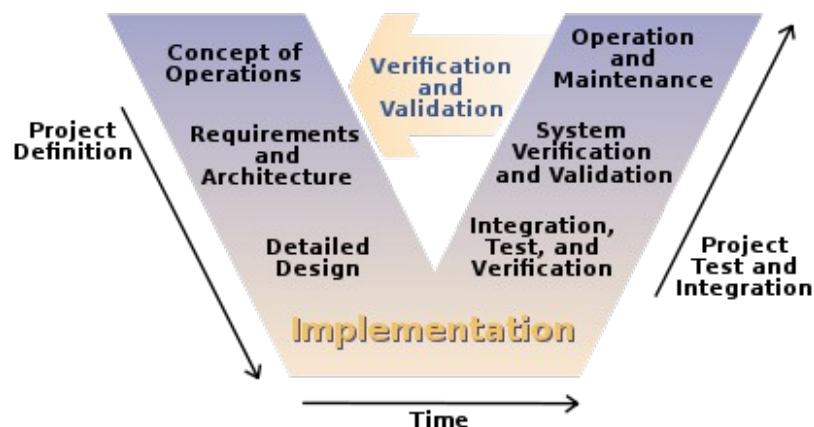 Concept of
Operations
Verification
and
Validation
Operation
and
Maintenance
Project
Definition
Requirements
and
Architecture
System
Verification
and Validation
Detailed
Design
Integration,
Test, and
Verification
Project
Test and
Integration
Implementation
Time